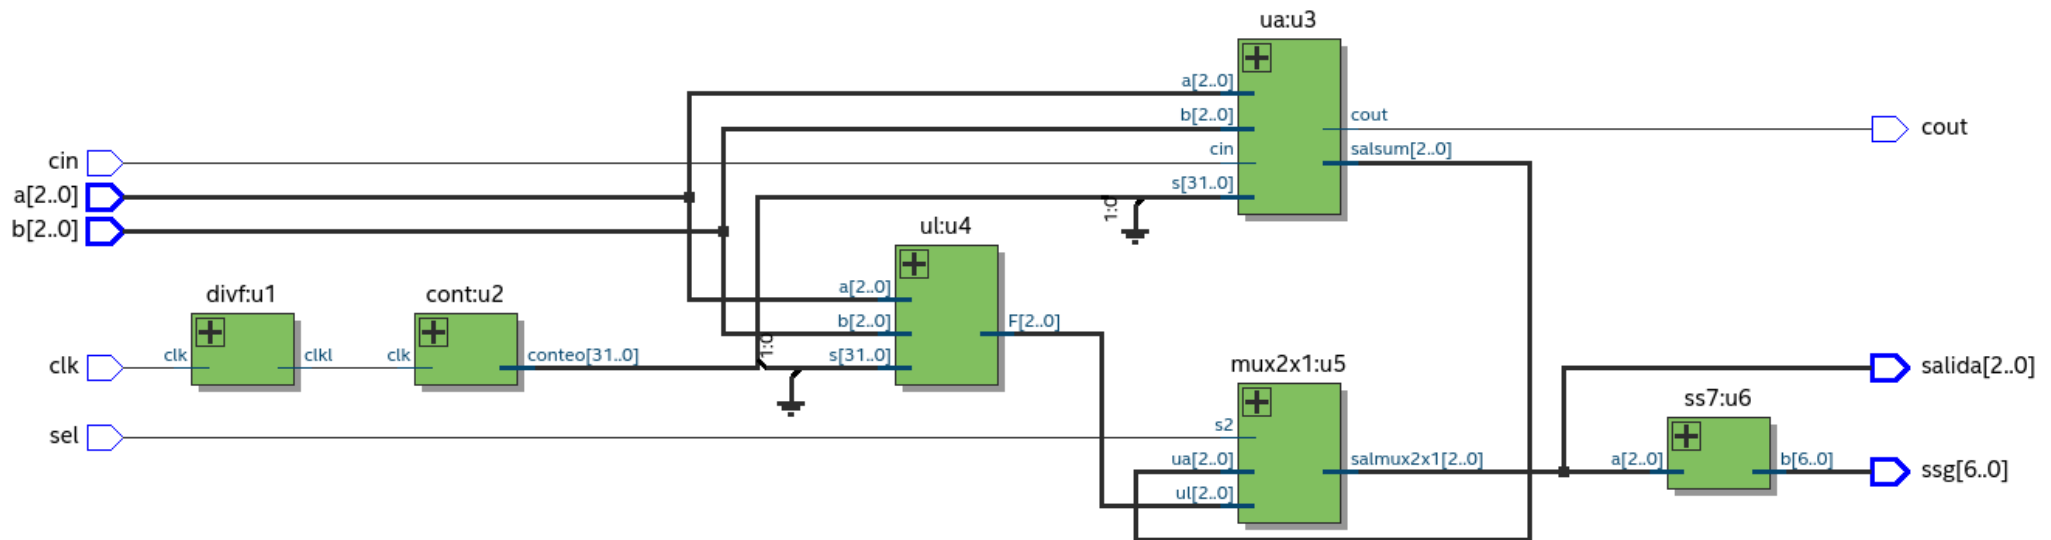 ua:u3
a[2..0]
b[2..0]
cout
cout
cin
cin
salsum[2..0]
a[2..0]
s[31..0]
1:0
b[2..0]
ul:u4
a[2..0]
divf:u1
cont:u2
b[2..0]
F[2..0]
1:0
clk
clk
clkl
clk
conteo[31..0]
s[31..0]
mux2x1:u5
salida[2..0]
ss7:u6
sel
s2
ua[2..0]
salmux2x1[2..0]
a[2..0]
b[6..0]
ssg[6..0]
ul[2..0]